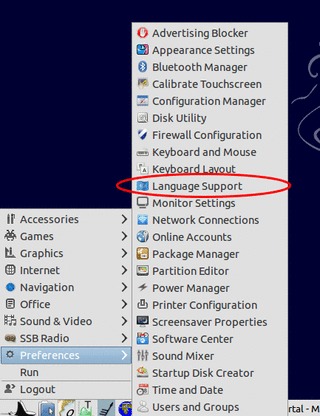 Advertising Blocker
Appearance Settings
Bluetooth Manager
Calibrate Touchscreen
Configuration Manager
Disk Utility
Firewall Configuration
Keyboard and Mouse
Keyboard Layout
Language Support
Monitor Settings
Network Connections
Online Accounts
Package Manager
Partition Editor
Power Manager
Printer Configuration
Screensaver Properties
Software Center
Sound Mixer
Startup Disk Creator
Time and Date
Users and Groups
Accessories
Games
Graphics
Internet
Navigation
Office
Sound & Video
SSB Radio
Preferences
Run
Logout
rtal - M